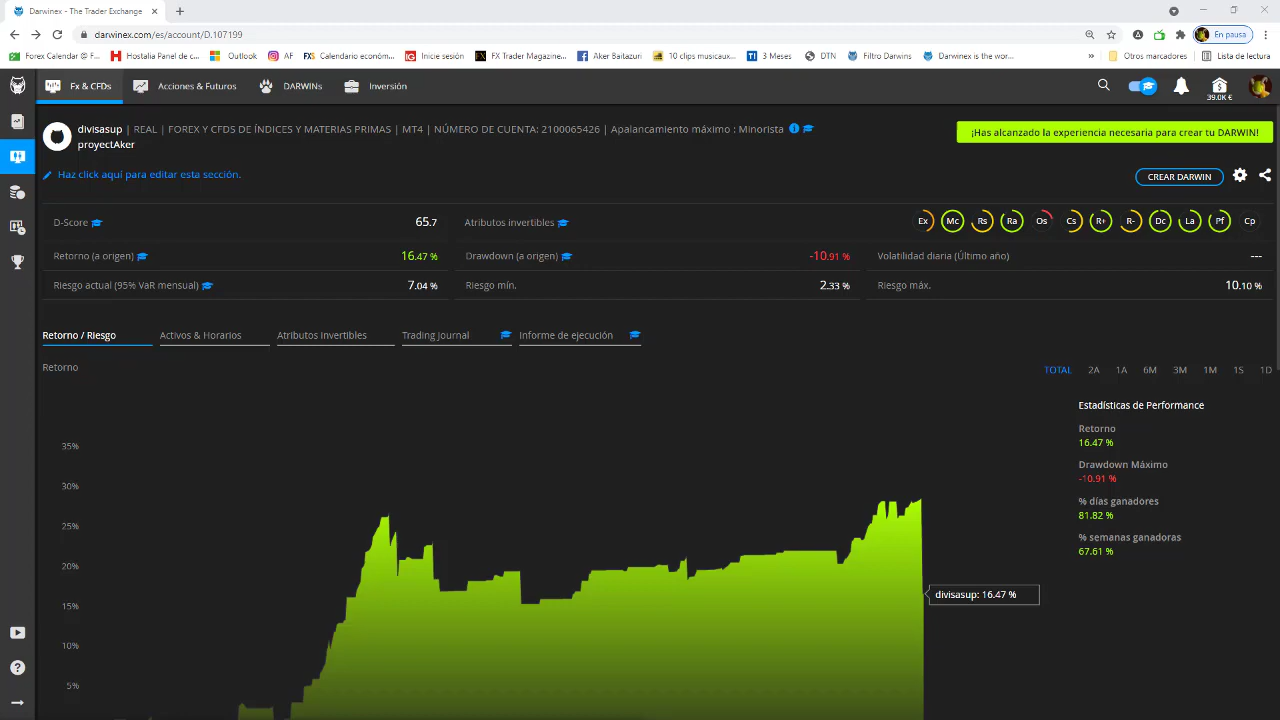 Darwinex - The Trader Exchange
darwinex.com/es/account/D.107199
En pausa
Forex Calendar @ F...
Hostalia Panel de c...
Outlook
AF
Calendario económ...
Inicie sesión
FX Trader Magazine...
Aker Baitazuri
10 clips musicaux...
3 Meses
DTN
Filtro Darwins
Darwinex is the wor...
»
Otros marcadores
Lista de lectura
Fx & CFDs
Acciones & Futuros
DARWINs
Inversión
39.0K €
divisasup | REAL | FOREX Y CFDS DE ÍNDICES Y MATERIAS PRIMAS | MT4 | NÚMERO DE CUENTA: 2100065426 | Apalancamiento máximo : Minorista
proyectAker
¡Has alcanzado la experiencia necesaria para crear tu DARWIN!
Haz click aquí para editar esta sección.
CREAR DARWIN
D-Score 65.7
Atributos invertibles
Ex Mc Rs Ra Os Cs R+ R- Dc La Pf Cp
Retorno (a origen) 16.47 %
Drawdown (a origen) -10.91 %
Volatilidad diaria (Último año) ---
Riesgo actual (95% VaR mensual) 7.04 %
Riesgo mín. 2.33 %
Riesgo máx. 10.10 %
Retorno / Riesgo
Activos & Horarios
Atributos invertibles
Trading Journal
Informe de ejecución
Retorno
TOTAL 2A 1A 6M 3M 1M 1S 1D
Estadísticas de Performance
Retorno
16.47 %
Drawdown Máximo
-10.91 %
% días ganadores
81.82 %
% semanas ganadoras
67.61 %
35%
30%
25%
20%
15%
10%
5%
divisasup: 16.47 %